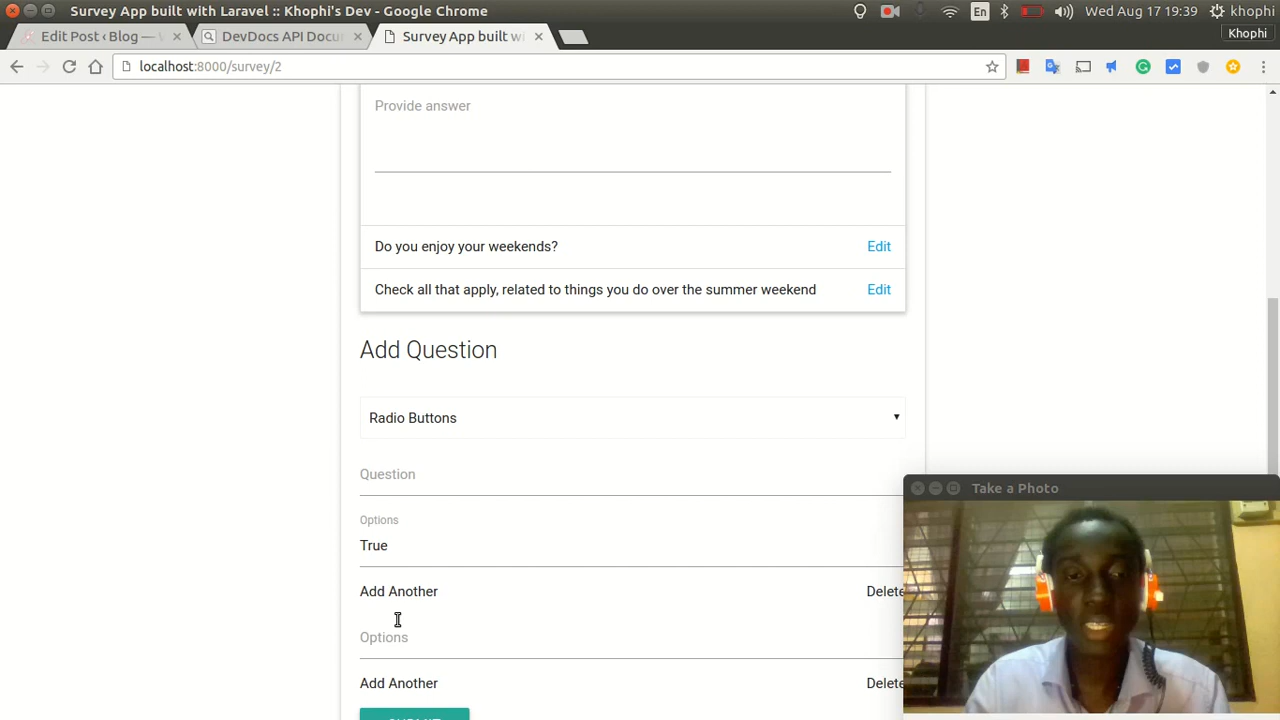 Survey App built with Laravel :: Khophi's Dev - Google Chrome
En
Wed Aug 17 19:39
khophi
Edit Post ‹ Blog —
DevDocs API Docu
Survey App built wi
Khophi
localhost:8000/survey/2
Provide answer
Do you enjoy your weekends?
Edit
Check all that apply, related to things you do over the summer weekend
Edit
Add Question
Radio Buttons
Question
Take a Photo
Options
True
Add Another
Delete
Options
Add Another
Delete
SUBMIT